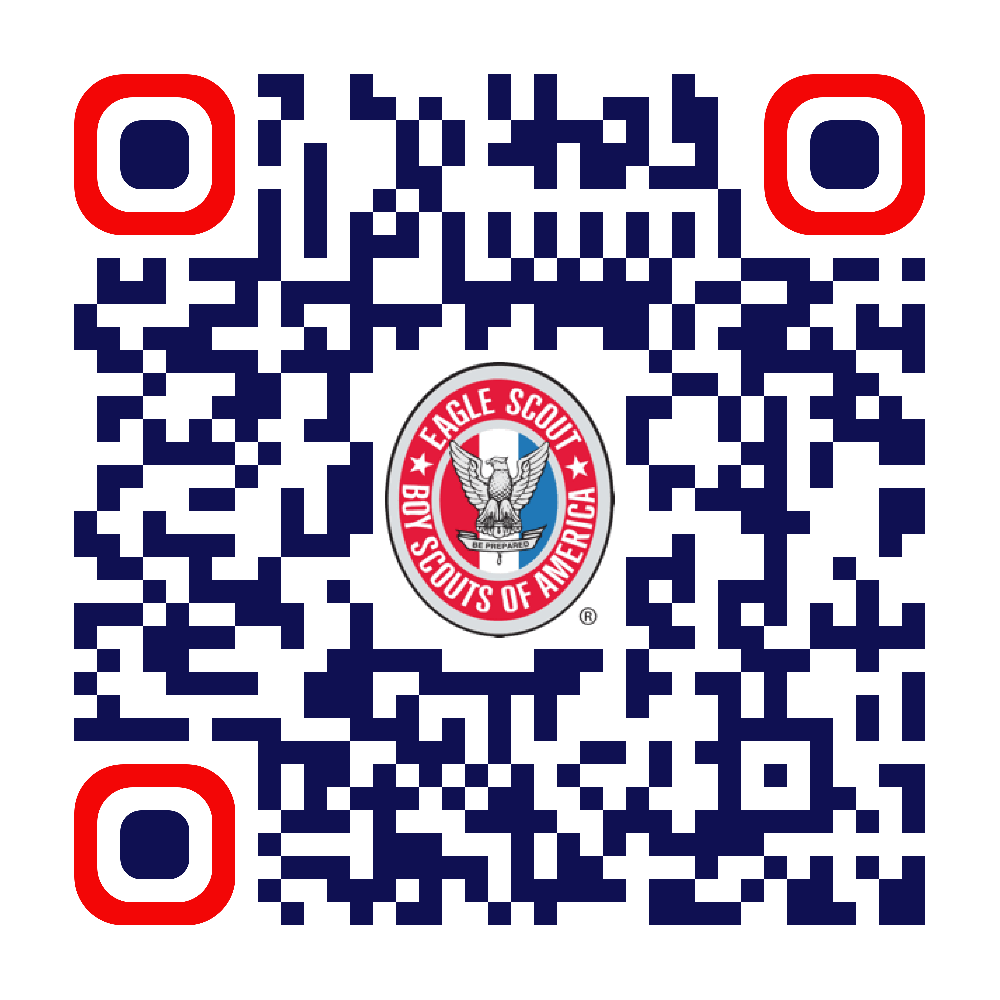 ★ EAGLE SCOUT ★
BE PREPARED
BOY SCOUTS OF AMERICA
®